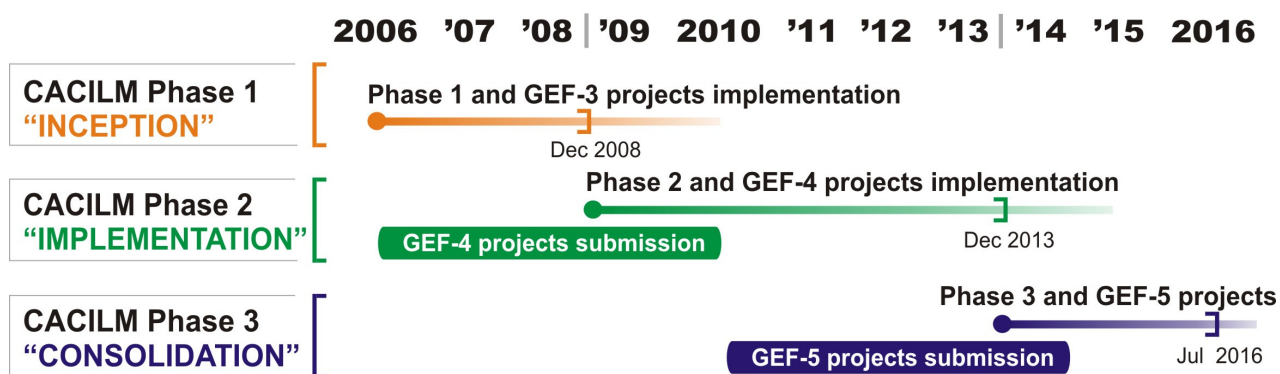 2006 ’07 ’08 ’09 2010 ’11 ’12 ’13 ’14 ’15 2016
CACILM Phase 1
“INCEPTION”
Phase 1 and GEF-3 projects implementation
Dec 2008
CACILM Phase 2
“IMPLEMENTATION”
Phase 2 and GEF-4 projects implementation
GEF-4 projects submission
Dec 2013
CACILM Phase 3
“CONSOLIDATION”
Phase 3 and GEF-5 projects
GEF-5 projects submission
Jul 2016